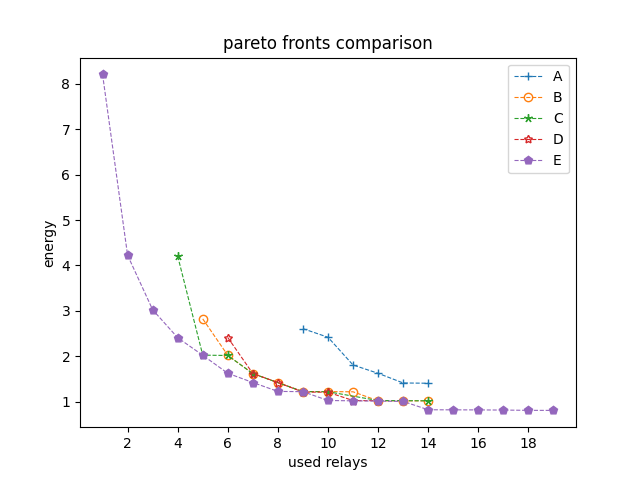 pareto fronts comparison
A
B
C
D
E
8
7
6
5
4
3
2
1
energy
2 4 6 8 10 12 14 16 18
used relays